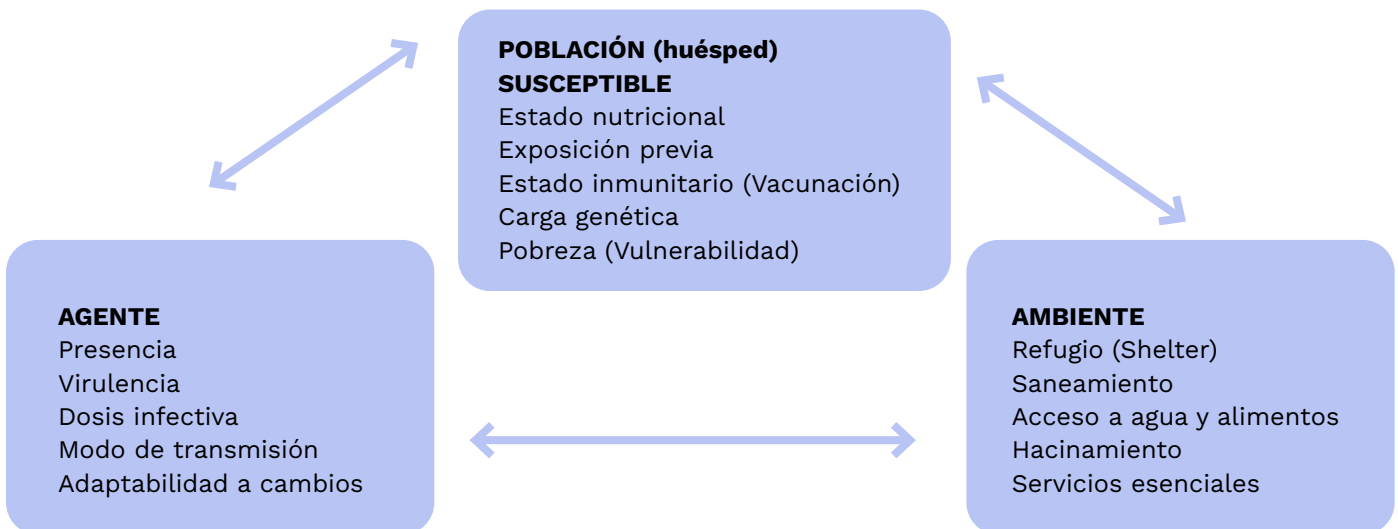 POBLACIÓN (huésped)
SUSCEPTIBLE
Estado nutricional
Exposición previa
Estado inmunitario (Vacunación)
Carga genética
Pobreza (Vulnerabilidad)
AGENTE
Presencia
Virulencia
Dosis infectiva
Modo de transmisión
Adaptabilidad a cambios
AMBIENTE
Refugio (Shelter)
Saneamiento
Acceso a agua y alimentos
Hacinamiento
Servicios esenciales